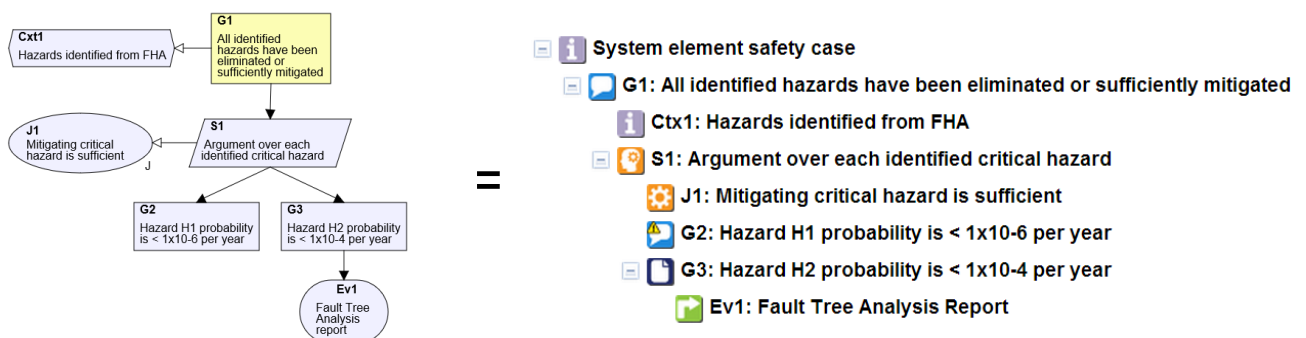 G1
All identified
hazards have been
eliminated or
sufficiently mitigated
Cxt1
Hazards identified from FHA
J1
Mitigating critical
hazard is sufficient
J
S1
Argument over each
identified critical hazard
G2
Hazard H1 probability
is < 1x10-6 per year
G3
Hazard H2 probability
is < 1x10-4 per year
Ev1
Fault Tree
Analysis
report
=
System element safety case
G1: All identified hazards have been eliminated or sufficiently mitigated
Ctx1: Hazards identified from FHA
S1: Argument over each identified critical hazard
J1: Mitigating critical hazard is sufficient
G2: Hazard H1 probability is < 1x10-6 per year
G3: Hazard H2 probability is < 1x10-4 per year
Ev1: Fault Tree Analysis Report